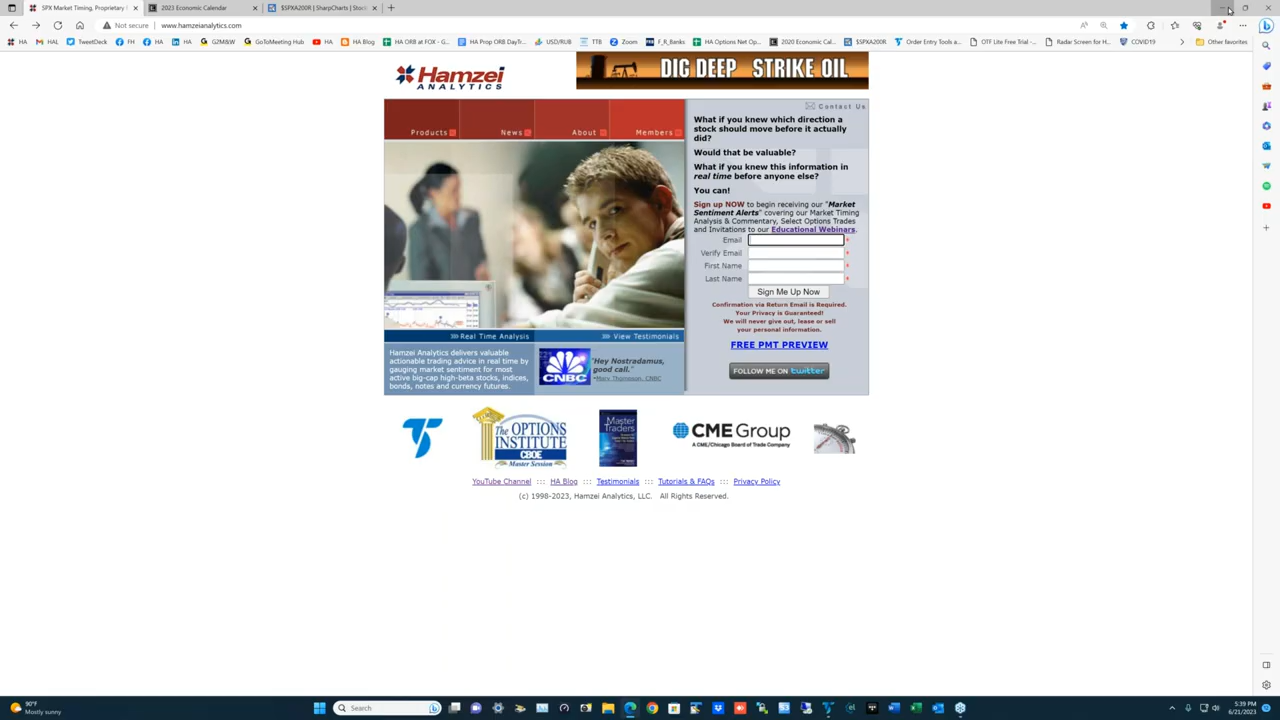 SPX Market Timing, Proprietary
2023 Economic Calendar
$SPXA200R | SharpCharts | Stock
Not secure
www.hamzeianalytics.com
HA
HAL
TweetDeck
FH
HA
HA
GZM&W
GoToMeeting Hub
HA
HA Blog
HA ORB at.FOX - G...
HA Prop ORB DayTr...
USD/RUB
TTB
Zoom
F_R_Banks
HA Options Net Op...
2020 Economic Cal...
$SPXA200R
Order Entry Tools a...
OTF Lite Free Trial -...
Radar Screen for H...
COVID19
Other favorites
Hamzei
ANALYTICS
DIG DEEP STRIKE OIL
Contact Us
Products
News
About
Members
What if you knew which direction a
stock should move before it actually
did?
Would that be valuable?
What if you knew this information in
real time before anyone else?
You can!
Sign up NOW to begin receiving our "Market
Sentiment Alerts" covering our Market Timing
Analysis & Commentary, Select Options Trades
and Invitations to our Educational Webinars.
Email *
Verify Email *
First Name *
Last Name *
Sign Me Up Now
Confirmation via Return Email is Required.
Your Privacy is Guaranteed!
We will never give out, lease or sell
your personal information.
FREE PMT PREVIEW
FOLLOW ME ON twitter
Real Time Analysis
View Testimonials
Hamzei Analytics delivers valuable
actionable trading advice in real time by
gauging market sentiment for most
active big-cap high-beta stocks, indices,
bonds, notes and currency futures.
CNBC
"Hey Nostradamus,
good call."
-Mary Thompson, CNBC
The OPTIONS
INSTITUTE
CBOE
Master Session
Master
Traders
CME Group
A CME/Chicago Board of Trade Company
YouTube Channel ::: HA Blog ::: Testimonials ::: Tutorials & FAQs ::: Privacy Policy
(c) 1998-2023, Hamzei Analytics, LLC. All Rights Reserved.
90°F
Mostly sunny
Search
5:39 PM
6/21/2023